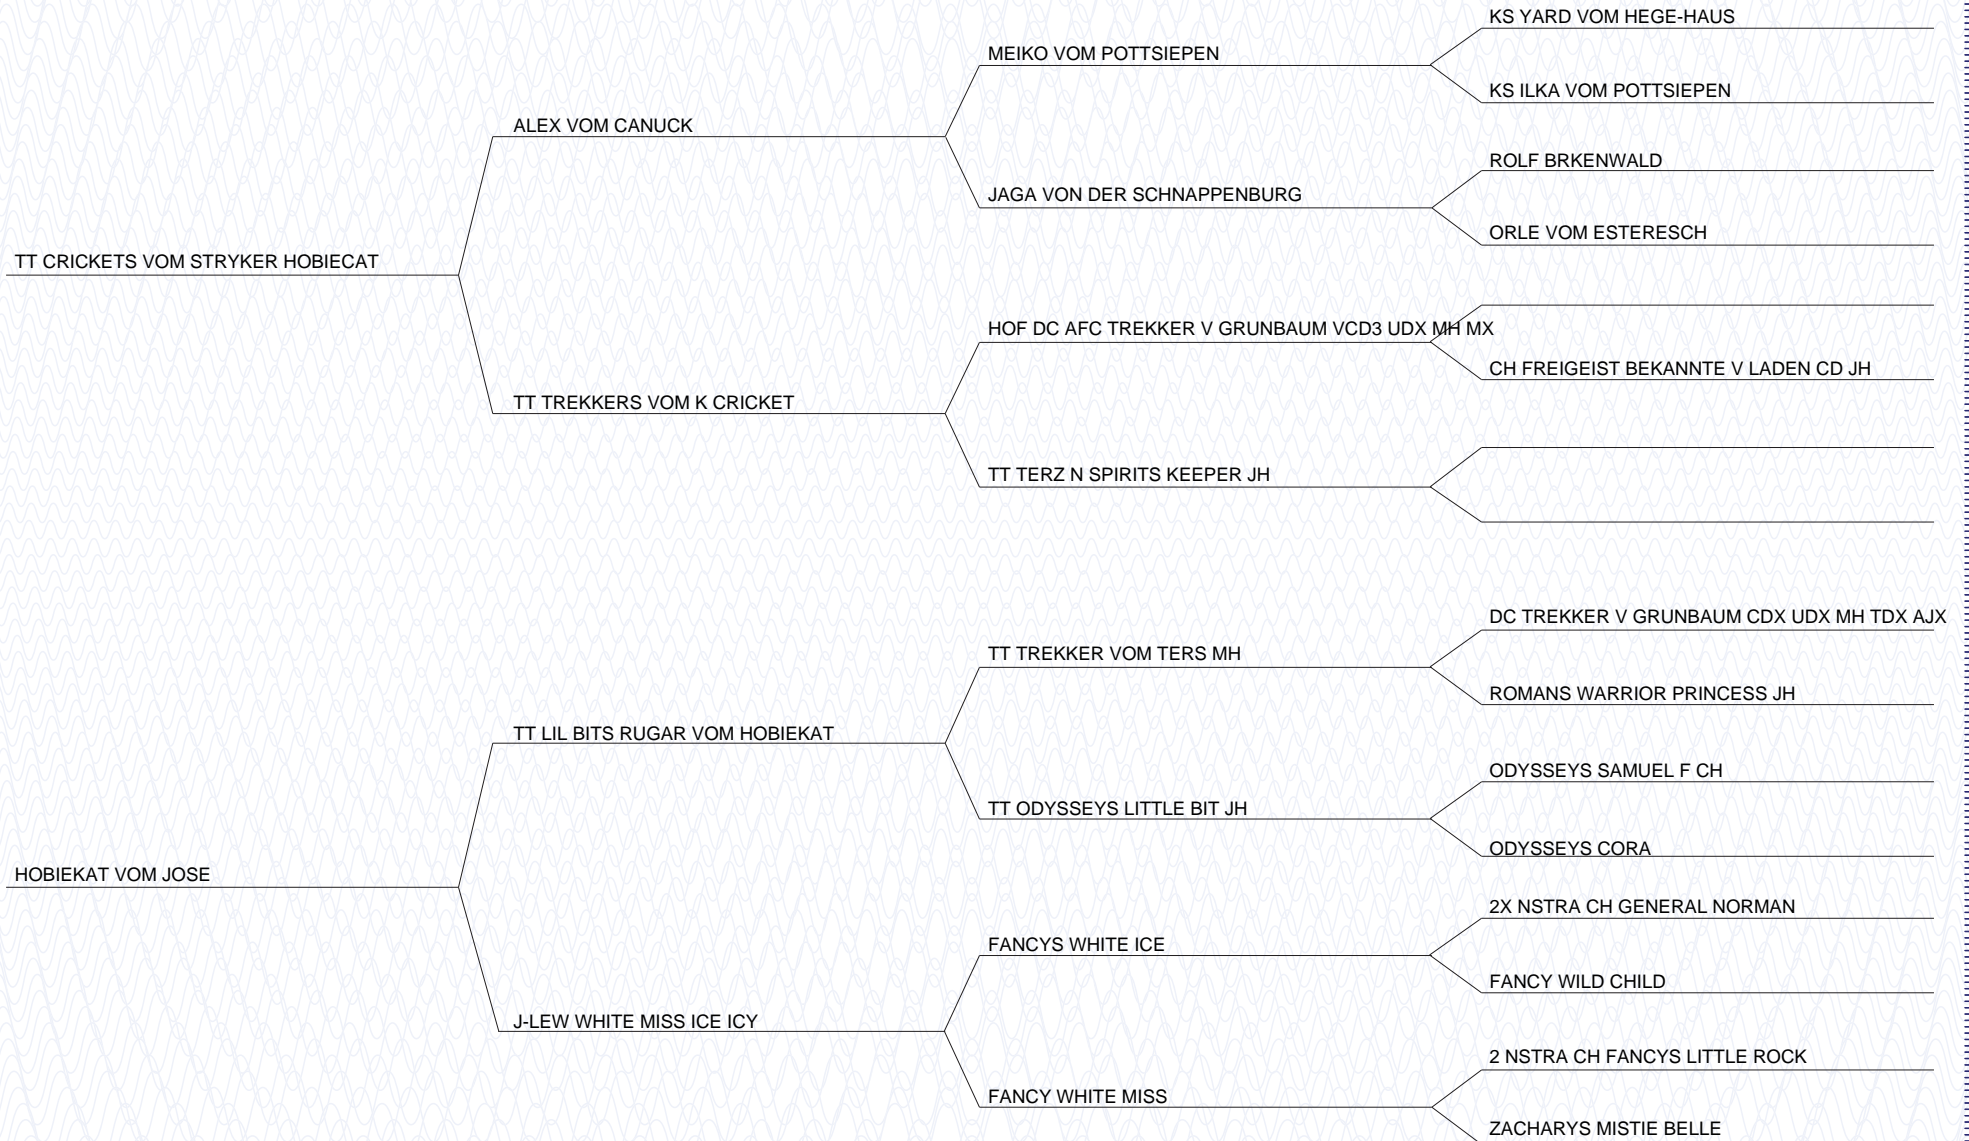 KS YARD VOM HEGE-HAUS
MEIKO VOM POTTSIEPEN
KS ILKA VOM POTTSIEPEN
ALEX VOM CANUCK
ROLF BRKENWALD
JAGA VON DER SCHNAPPENBURG
ORLE VOM ESTERESCH
TT CRICKETS VOM STRYKER HOBIECAT
HOF DC AFC TREKKER V GRUNBAUM VCD3 UDX MH MX
CH FREIGEIST BEKANNTE V LADEN CD JH
TT TREKKERS VOM K CRICKET
TT TERZ N SPIRITS KEEPER JH
DC TREKKER V GRUNBAUM CDX UDX MH TDX AJX
TT TREKKER VOM TERS MH
ROMANS WARRIOR PRINCESS JH
TT LIL BITS RUGAR VOM HOBIEKAT
ODYSSEYS SAMUEL F CH
TT ODYSSEYS LITTLE BIT JH
ODYSSEYS CORA
HOBIEKAT VOM JOSE
2X NSTRA CH GENERAL NORMAN
FANCYS WHITE ICE
FANCY WILD CHILD
J-LEW WHITE MISS ICE ICY
2 NSTRA CH FANCYS LITTLE ROCK
FANCY WHITE MISS
ZACHARYS MISTIE BELLE